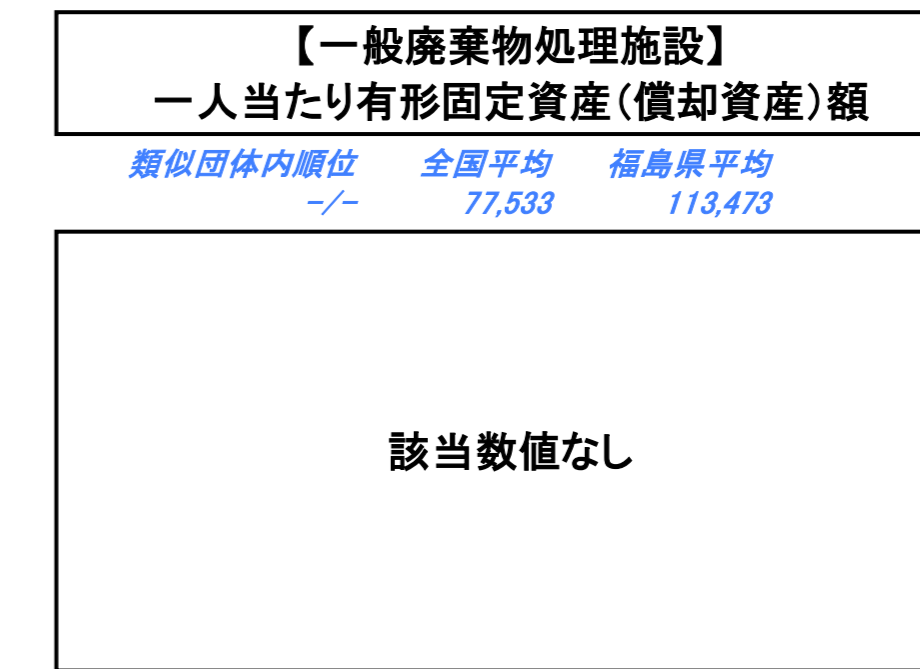 【一般廃棄物処理施設】
一人当たり有形固定資産(償却資産)額
類似団体内順位 全国平均 福島県平均
-/- 77,533 113,473
該当数値なし